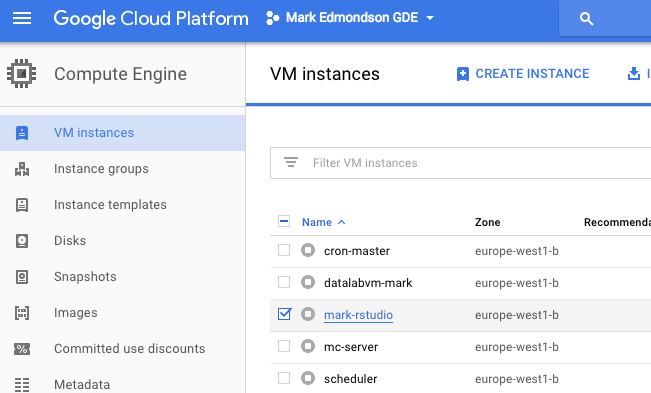 Google Cloud Platform
Mark Edmondson GDE
Compute Engine
VM instances
Instance groups
Instance templates
Disks
Snapshots
Images
Committed use discounts
Metadata
VM instances
CREATE INSTANCE
Filter VM instances
Name Zone Recommenda
cron-master europe-west1-b
datalabvm-mark europe-west1-b
mark-rstudio europe-west1-b
mc-server europe-west1-b
scheduler europe-west1-b